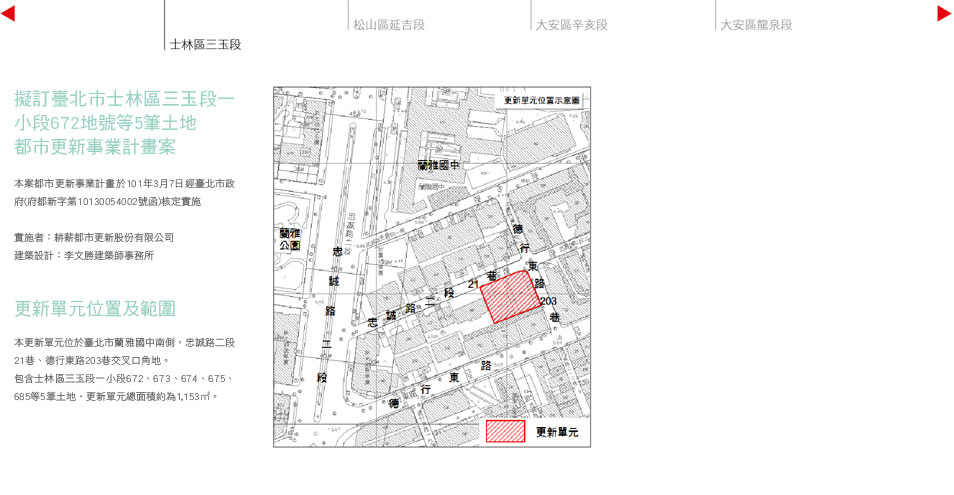 士林區三玉段
松山區延吉段
大安區辛亥段
大安區龍泉段
擬訂臺北市士林區三玉段一
小段672地號等5筆土地
都市更新事業計畫案
本案都市更新事業計畫於101年3月7日經臺北市政
府(府都新字第10130054002號函)核定實施
實施者：耕薪都市更新股份有限公司
建築設計：李文勝建築師事務所
更新單元位置及範圍
本更新單元位於臺北市蘭雅國中南側，忠誠路二段
21巷、德行東路203巷交叉口角地。
包含士林區三玉段一小段672、673、674、675、
685等5筆土地，更新單元總面積約為1,153㎡。
更新單元位置示意圖
蘭雅國中
蘭雅國中
蘭雅
公園
忠誠路二段
忠誠路二段21巷
德行東路203巷
德行東路
更新單元